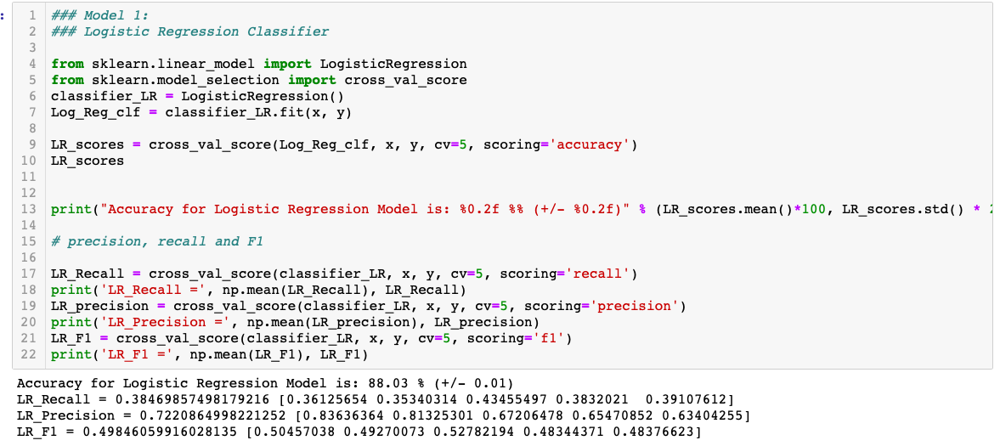 :
1 ### Model 1:
2 ### Logistic Regression Classifier
3
4 from sklearn.linear_model import LogisticRegression
5 from sklearn.model_selection import cross_val_score
6 classifier_LR = LogisticRegression()
7 Log_Reg_clf = classifier_LR.fit(x, y)
8
9 LR_scores = cross_val_score(Log_Reg_clf, x, y, cv=5, scoring='accuracy')
10 LR_scores
11
12
13 print("Accuracy for Logistic Regression Model is: %0.2f %% (+/- %0.2f)" % (LR_scores.mean()*100, LR_scores.std() *
14
15 # precision, recall and F1
16
17 LR_Recall = cross_val_score(classifier_LR, x, y, cv=5, scoring='recall')
18 print('LR_Recall =', np.mean(LR_Recall), LR_Recall)
19 LR_precision = cross_val_score(classifier_LR, x, y, cv=5, scoring='precision')
20 print('LR_Precision =', np.mean(LR_precision), LR_precision)
21 LR_F1 = cross_val_score(classifier_LR, x, y, cv=5, scoring='f1')
22 print('LR_F1 =', np.mean(LR_F1), LR_F1)
Accuracy for Logistic Regression Model is: 88.03 % (+/- 0.01)
LR_Recall = 0.38469857498179216 [0.36125654 0.35340314 0.43455497 0.3832021  0.39107612]
LR_Precision = 0.7220864998221252 [0.83636364 0.81325301 0.67206478 0.65470852 0.63404255]
LR_F1 = 0.49846059916028135 [0.50457038 0.49270073 0.52782194 0.48344371 0.48376623]